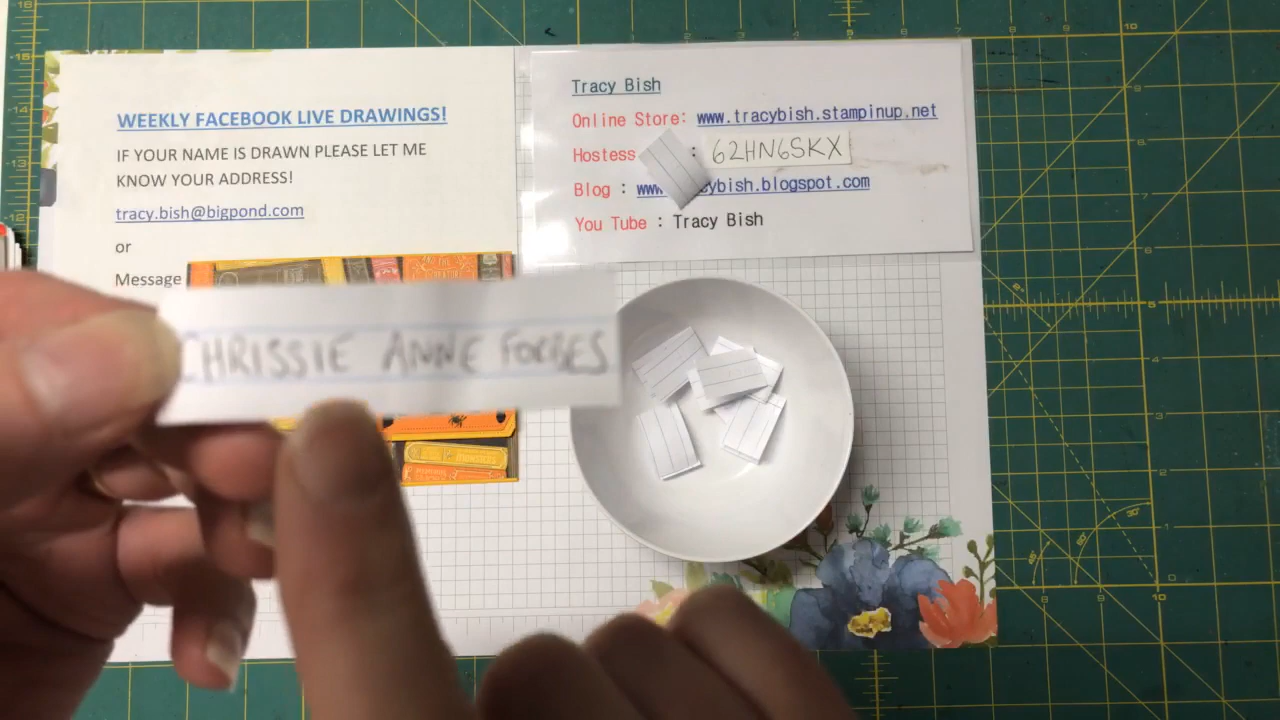 WEEKLY FACEBOOK LIVE DRAWINGS!
IF YOUR NAME IS DRAWN PLEASE LET ME
KNOW YOUR ADDRESS!
tracy.bish@bigpond.com
or
Message
Tracy Bish
Online Store: www.tracybish.stampinup.net
Hostess : 62HN6SKX
Blog : www.
ybish.blogspot.com
You Tube : Tracy Bish
CHRISSIE ANNE FORBES